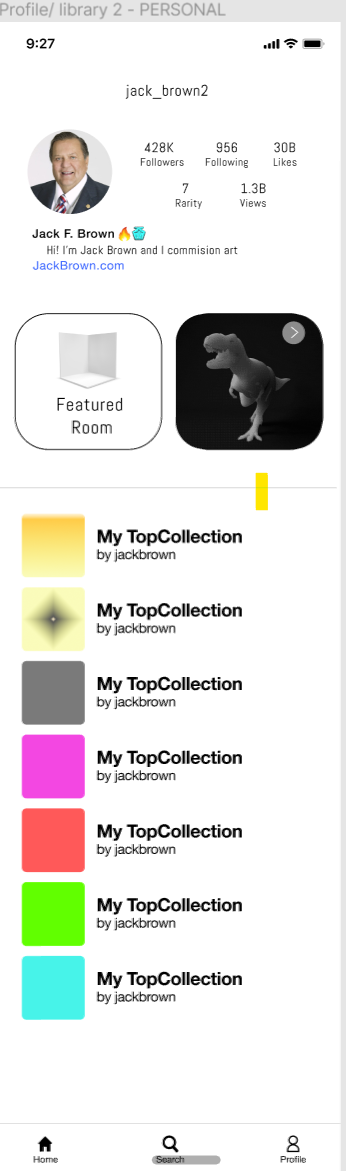 Profile/ library 2 - PERSONAL
9:27
jack_brown2
428K 956 30B
Followers Following Likes
7 1.3B
Rarity Views
Jack F. Brown 🔥🏺
Hi! I'm Jack Brown and I commision art
JackBrown.com
Featured
Room
My TopCollection
by jackbrown
My TopCollection
by jackbrown
My TopCollection
by jackbrown
My TopCollection
by jackbrown
My TopCollection
by jackbrown
My TopCollection
by jackbrown
My TopCollection
by jackbrown
Home Search Profile